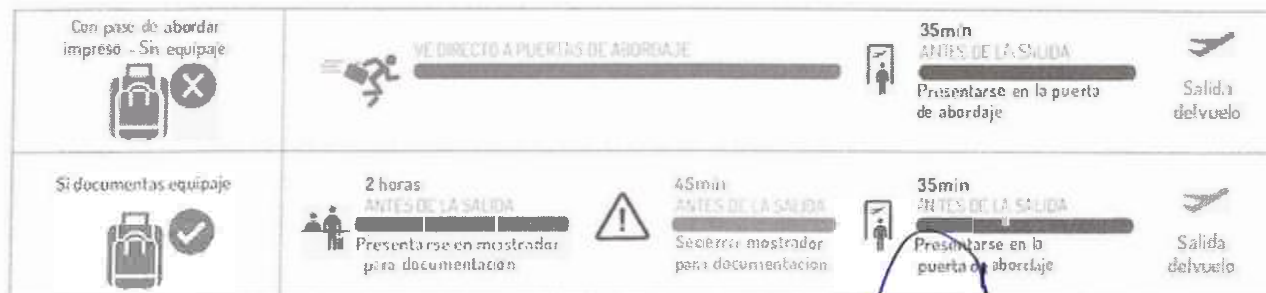 Con pase de abordar
impreso - Sin equipaje
VE DIRECTO A PUERTAS DE ABORDAJE
35min
ANTES DE LA SALIDA
Presentarse en la puerta
de abordaje
Salida
del vuelo
Si documentas equipaje
2 horas
ANTES DE LA SALIDA
Presentarse en mostrador
para documentacion
45min
ANTES DE LA SALIDA
Se cierra mostrador
para documentacion
35min
ANTES DE LA SALIDA
Presentarse en la
puerta de abordaje
Salida
del vuelo